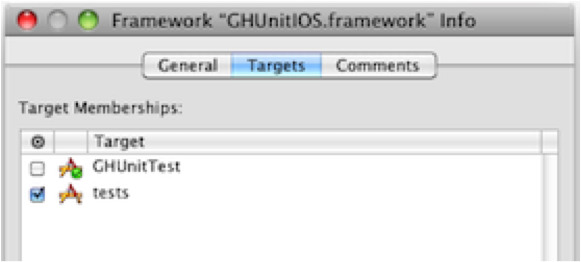 Framework “GHUnitIOS.framework” Info
General Targets Comments
Target Memberships:
Target
GHUnitTest
tests